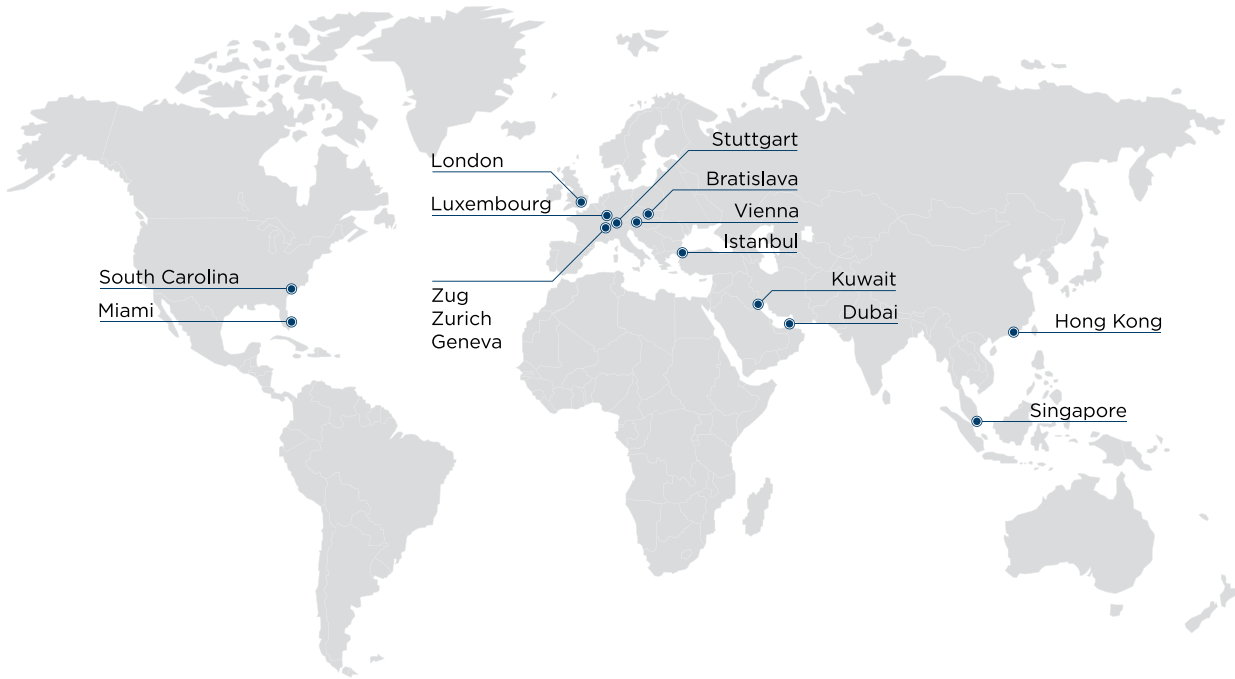 Stuttgart
London
Bratislava
Luxembourg
Vienna
Istanbul
South Carolina
Kuwait
Zug
Miami
Dubai
Zurich
Hong Kong
Geneva
Singapore